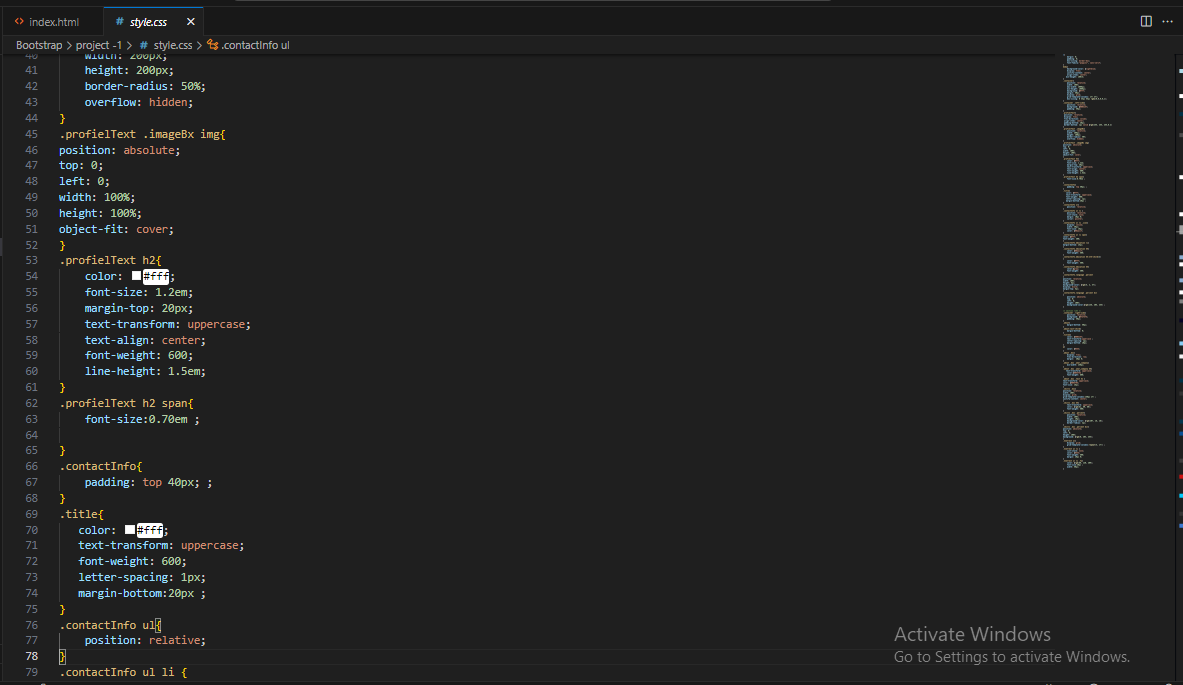 index.html
style.css
Bootstrap > project -1 > # style.css > .contactInfo ul
40 width: 200px;
41 height: 200px;
42 border-radius: 50%;
43 overflow: hidden;
44 }
45 .profielText .imageBx img{
46 position: absolute;
47 top: 0;
48 left: 0;
49 width: 100%;
50 height: 100%;
51 object-fit: cover;
52 }
53 .profielText h2{
54 color: #fff;
55 font-size: 1.2em;
56 margin-top: 20px;
57 text-transform: uppercase;
58 text-align: center;
59 font-weight: 600;
60 line-height: 1.5em;
61 }
62 .profielText h2 span{
63 font-size:0.70em ;
64
65 }
66 .contactInfo{
67 padding: top 40px; ;
68 }
69 .title{
70 color: #fff;
71 text-transform: uppercase;
72 font-weight: 600;
73 letter-spacing: 1px;
74 margin-bottom:20px ;
75 }
76 .contactInfo ul{
77 position: relative;
78 }
79 .contactInfo ul li {
Activate Windows
Go to Settings to activate Windows.